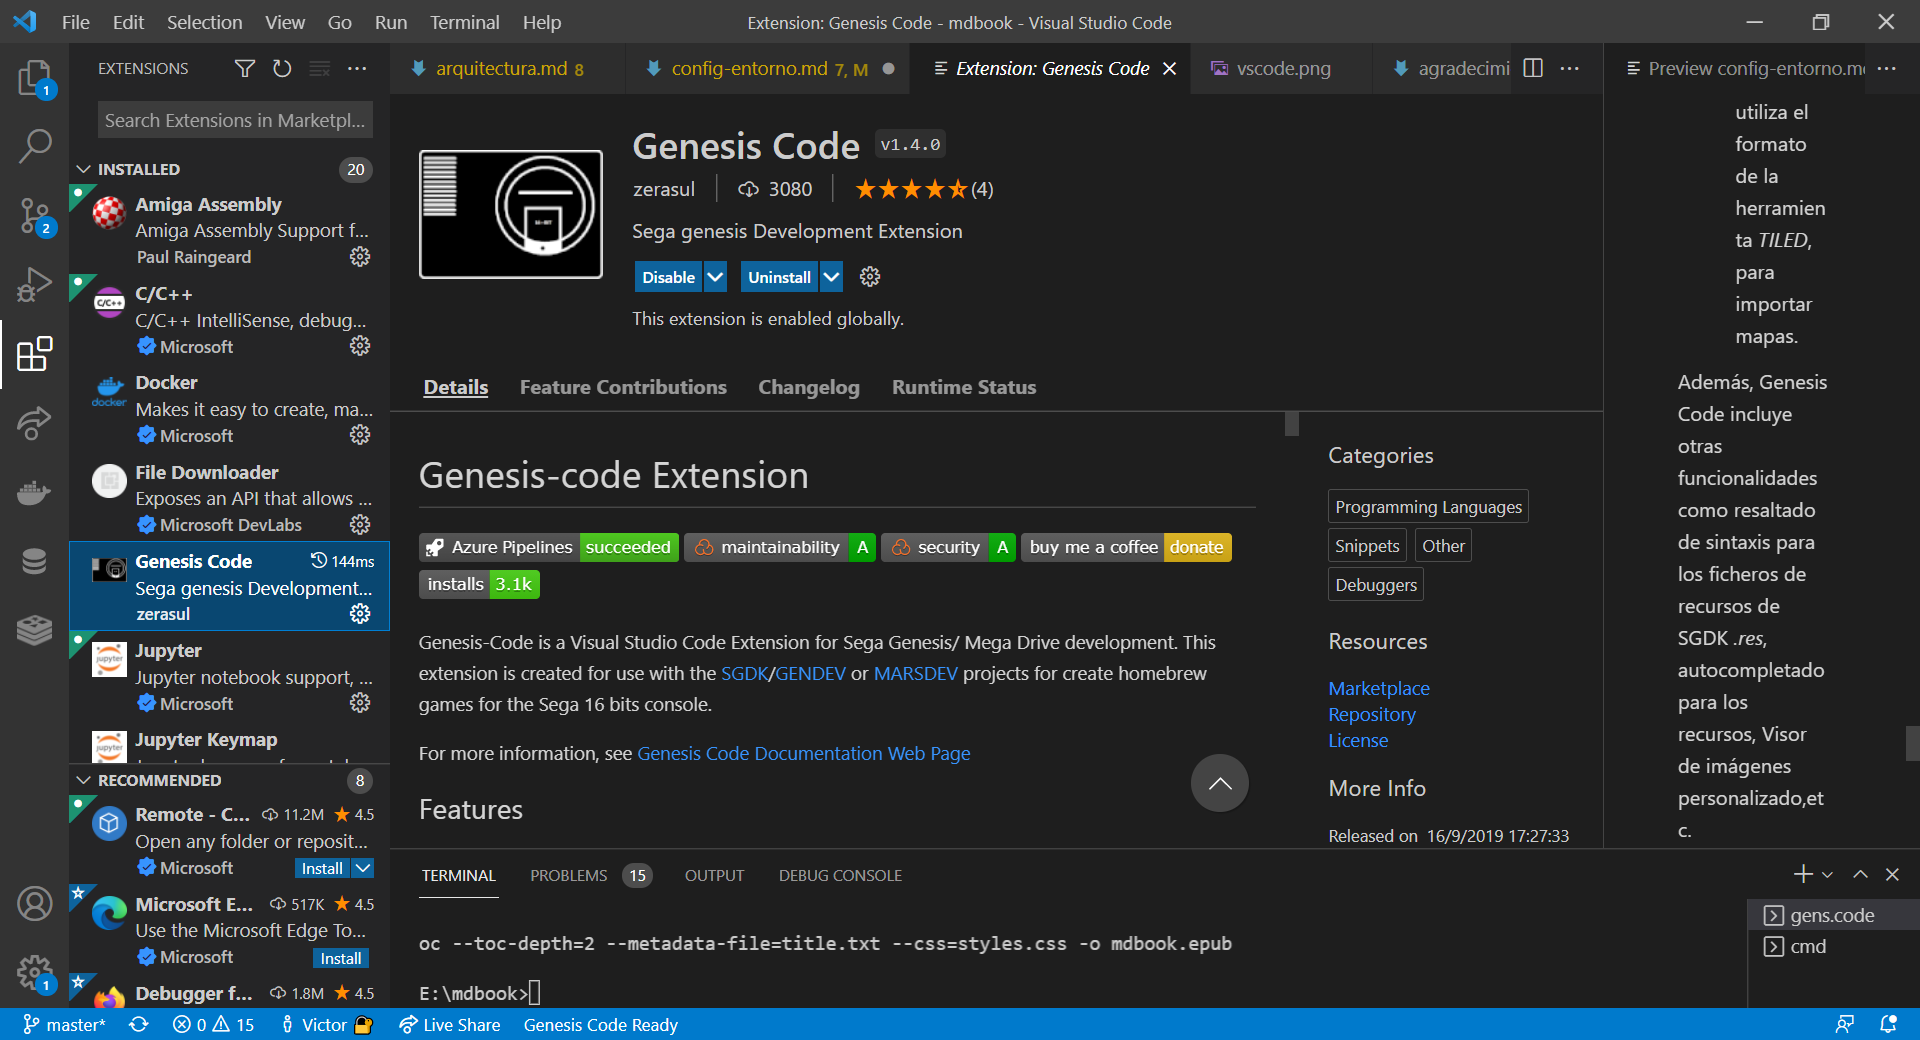 File Edit Selection View Go Run Terminal Help
Extension: Genesis Code - mdbook - Visual Studio Code
EXTENSIONS
Search Extensions in Marketpl...
INSTALLED 20
Amiga Assembly
Amiga Assembly Support f...
Paul Raingeard
C/C++
C/C++
C/C++ IntelliSense, debug...
Microsoft
docker
Docker
Makes it easy to create, ma...
Microsoft
File Downloader
Exposes an API that allows ...
Microsoft DevLabs
Genesis Code 144ms
Sega genesis Development...
zerasul
jupyter
Jupyter
Jupyter notebook support, ...
Microsoft
jupyter
Jupyter Keymap
RECOMMENDED 8
Remote - C... 11.2M 4.5
Open any folder or reposit...
Microsoft Install
Microsoft E... 517K 4.5
Use the Microsoft Edge To...
Microsoft Install
Debugger f... 1.8M 4.5
1
2
1
arquitectura.md 8
config-entorno.md 7, M
Extension: Genesis Code
vscode.png
agradecimi
Genesis Code v1.4.0
zerasul 3080 (4)
Sega genesis Development Extension
Disable Uninstall
This extension is enabled globally.
Details Feature Contributions Changelog Runtime Status
Genesis-code Extension
Azure Pipelines succeeded maintainability A security A buy me a coffee donate
installs 3.1k
Genesis-Code is a Visual Studio Code Extension for Sega Genesis/ Mega Drive development. This
extension is created for use with the SGDK/GENDEV or MARSDEV projects for create homebrew
games for the Sega 16 bits console.
For more information, see Genesis Code Documentation Web Page
Features
Categories
Programming Languages
Snippets Other
Debuggers
Resources
Marketplace
Repository
License
More Info
Released on 16/9/2019 17:27:33
Preview config-entorno.m
utiliza el
formato
de la
herramien
ta TILED,
para
importar
mapas.
Además, Genesis
Code incluye
otras
funcionalidades
como resaltado
de sintaxis para
los ficheros de
recursos de
SGDK .res,
autocompletado
para los
recursos, Visor
de imágenes
personalizado,et
c.
TERMINAL PROBLEMS 15 OUTPUT DEBUG CONSOLE
oc --toc-depth=2 --metadata-file=title.txt --css=styles.css -o mdbook.epub
E:\mdbook>
gens.code
cmd
master* 0 15 Victor Live Share Genesis Code Ready